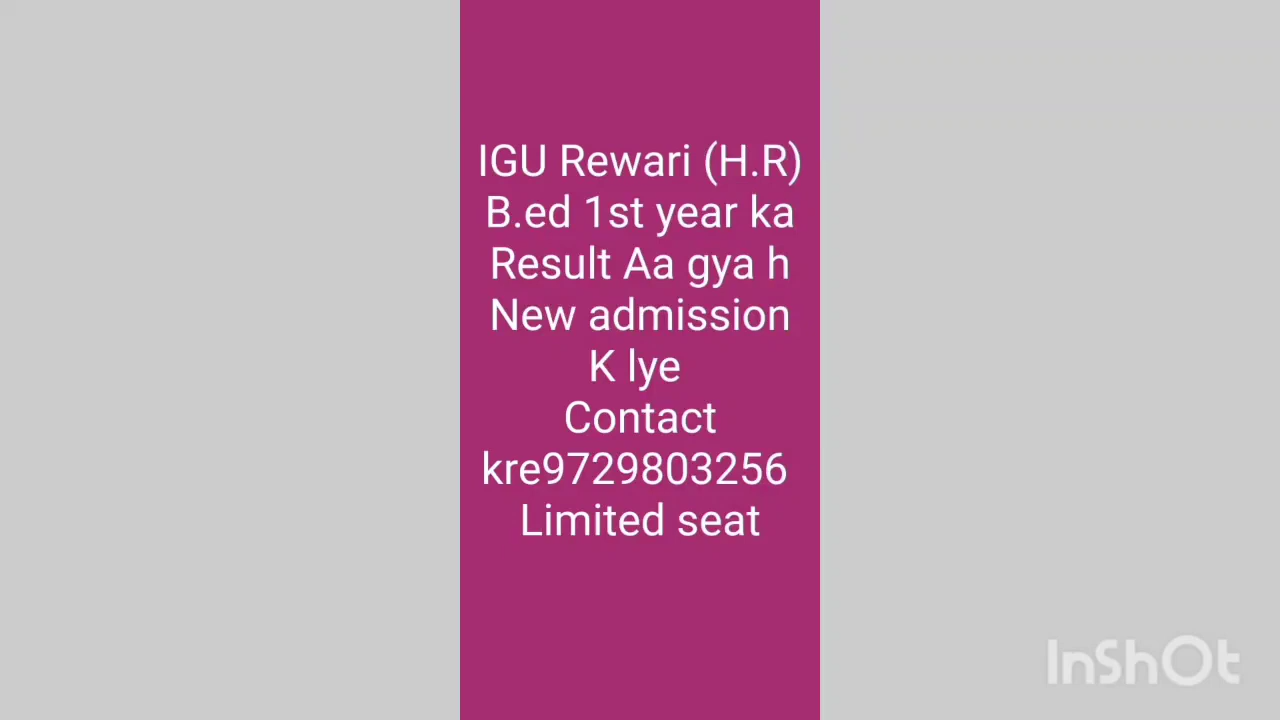 IGU Rewari (H.R)
B.ed 1st year ka
Result Aa gya h
New admission
K lye
Contact
kre9729803256
Limited seat
InShOt